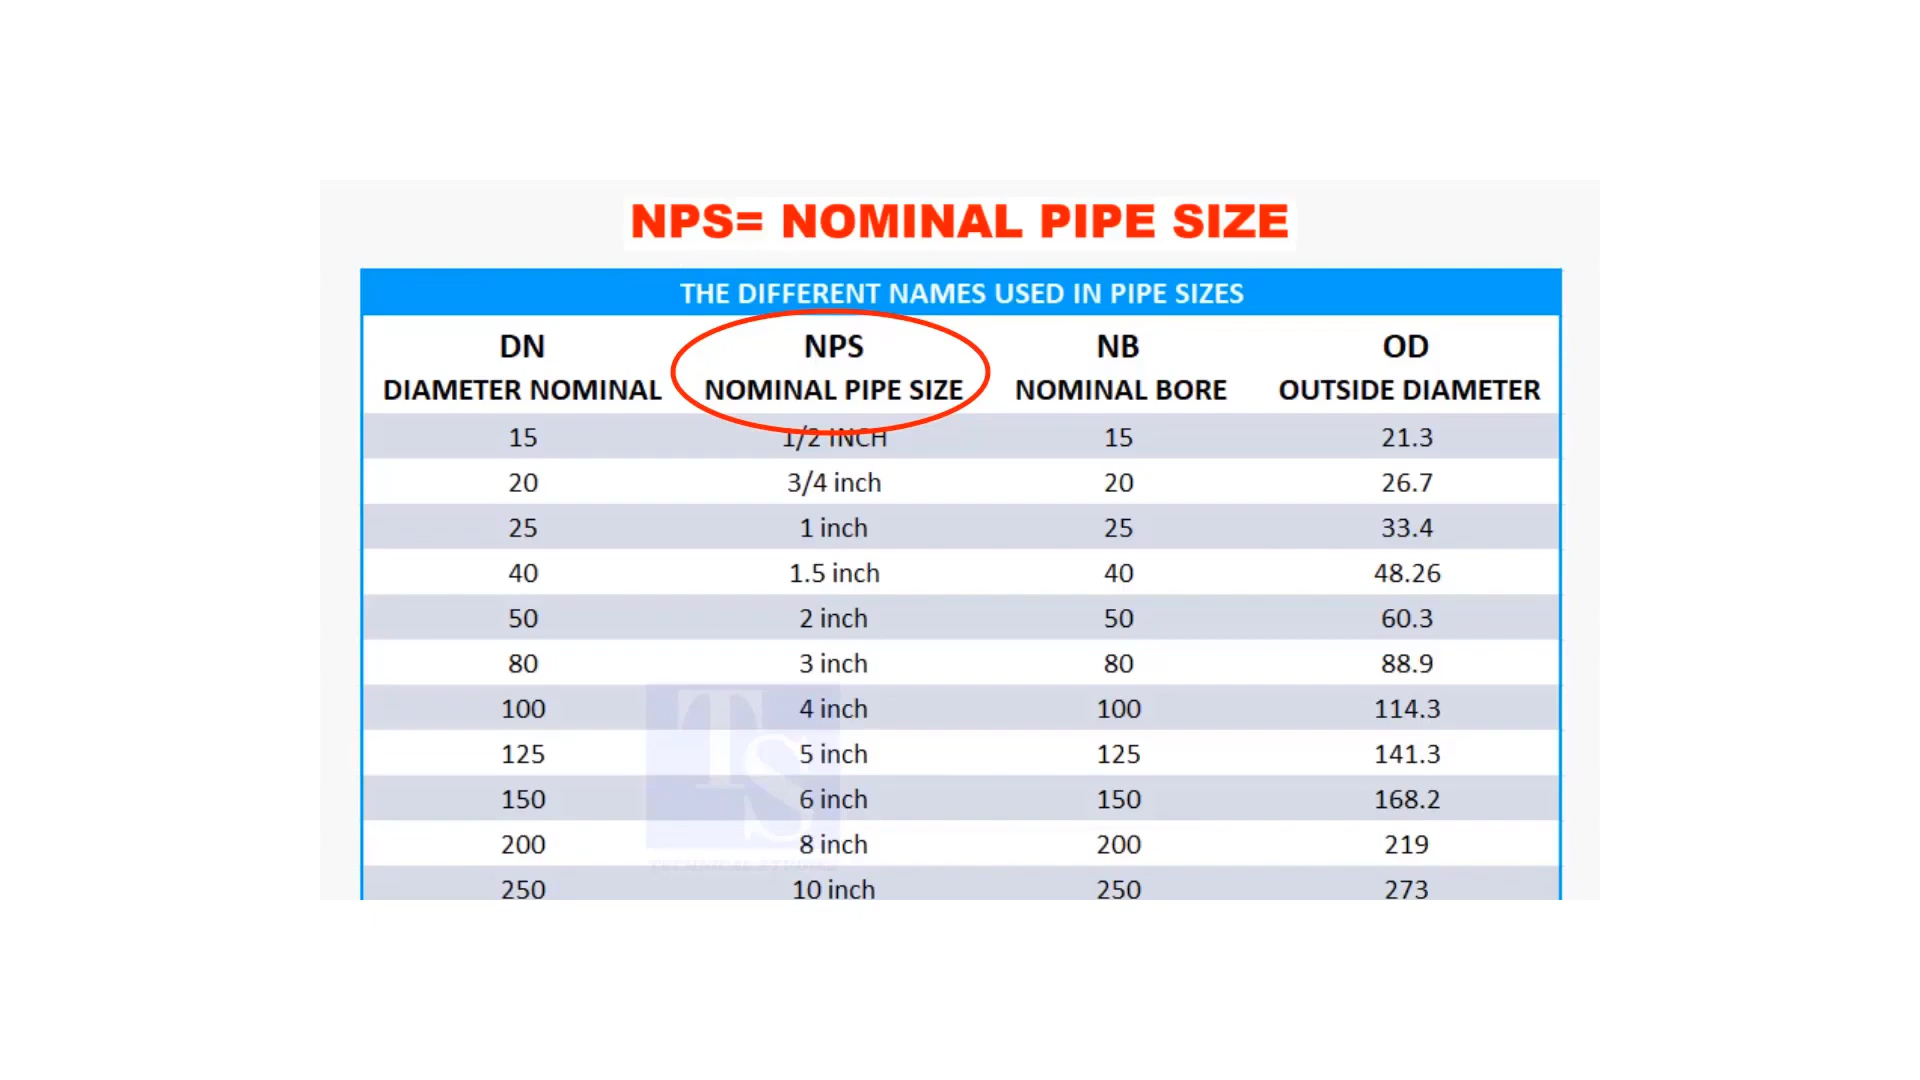 NPS= NOMINAL PIPE SIZE
THE DIFFERENT NAMES USED IN PIPE SIZES
DN NPS NB OD
DIAMETER NOMINAL NOMINAL PIPE SIZE NOMINAL BORE OUTSIDE DIAMETER
15 1/2 INCH 15 21.3
20 3/4 inch 20 26.7
25 1 inch 25 33.4
40 1.5 inch 40 48.26
50 2 inch 50 60.3
80 3 inch 80 88.9
100 4 inch 100 114.3
125 5 inch 125 141.3
150 6 inch 150 168.2
200 8 inch 200 219
250 10 inch 250 273
TS
TECHNICAL STUDIES